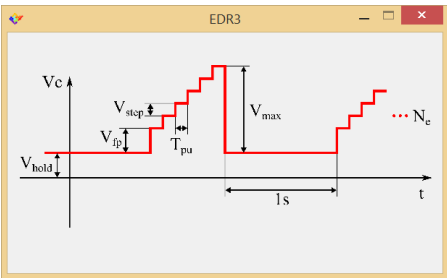 EDR3
Vc
Vstep
Vmax
Ne
Vfp
Tpu
Vhold
t
1s